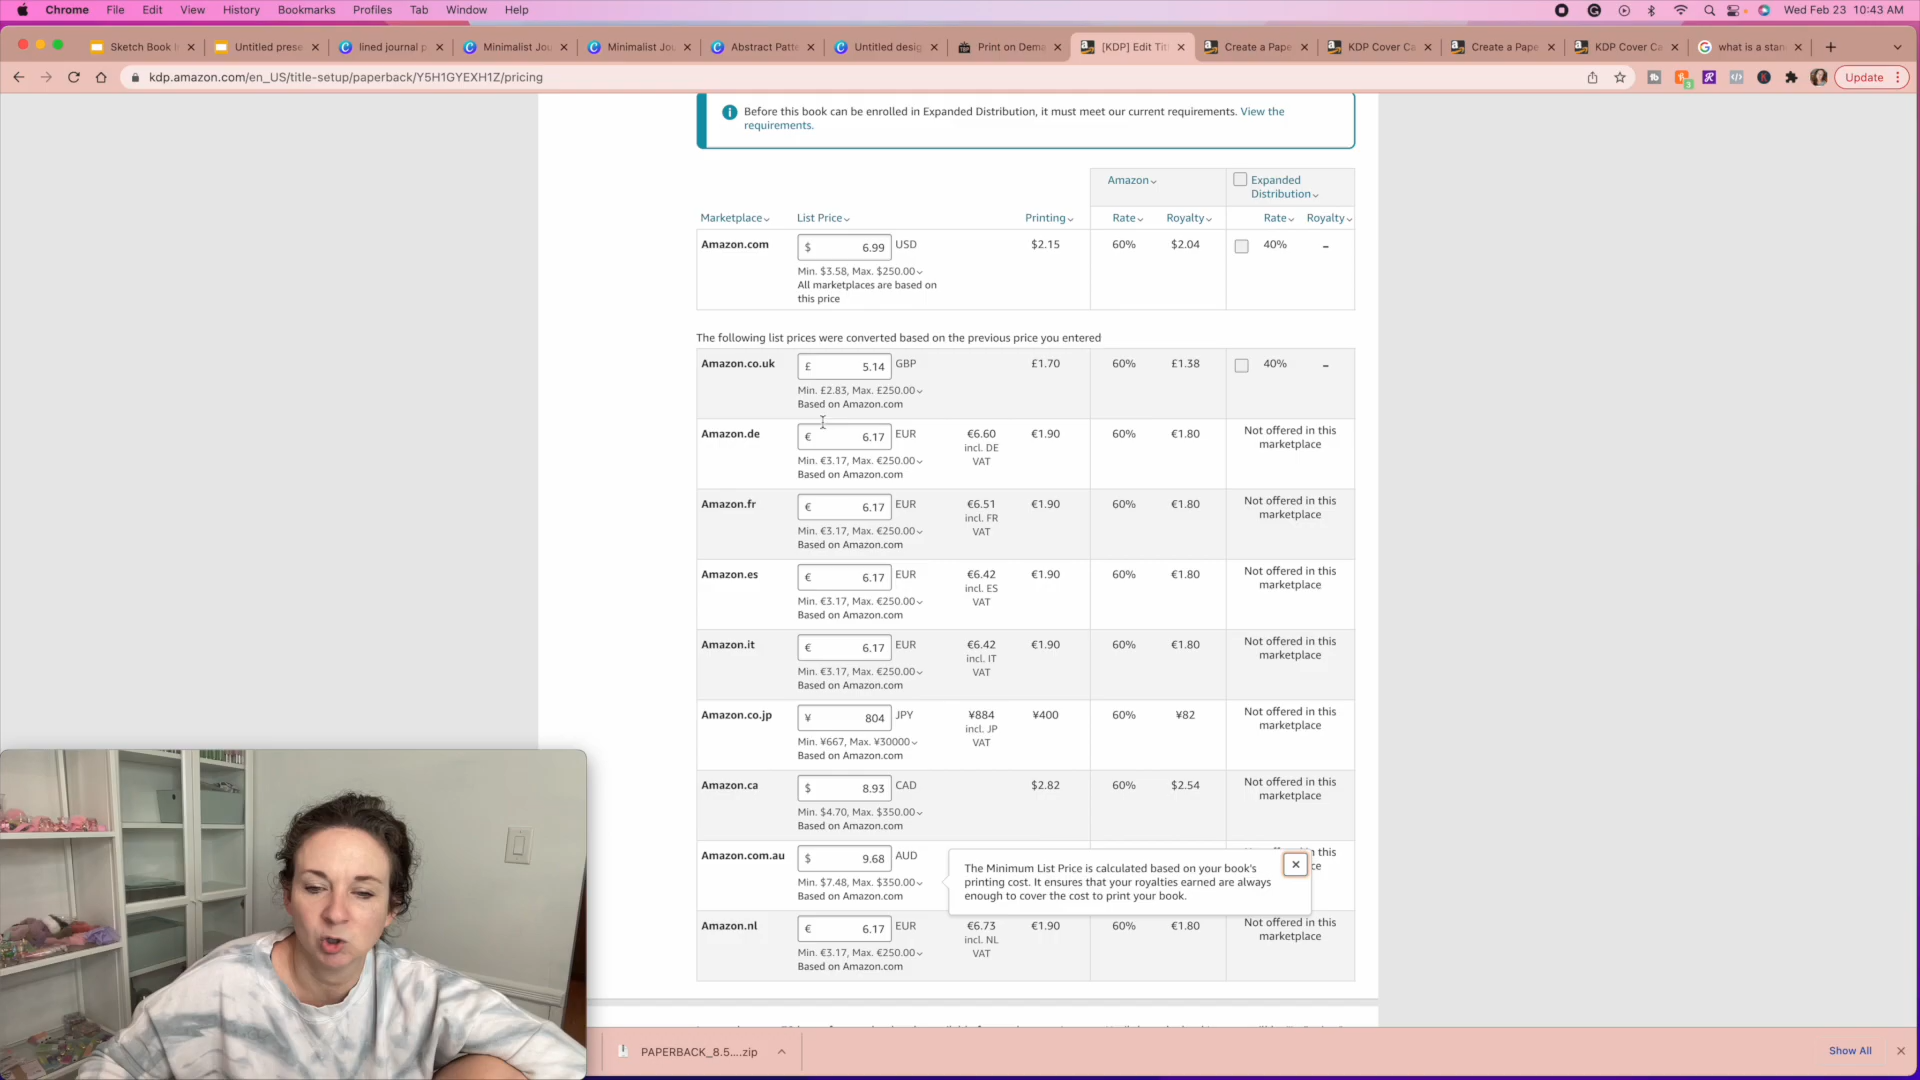 Chrome File Edit View History Bookmarks Profiles Tab Window Help Wed Feb 23 10:43 AM
Sketch Book I Untitled prese lined journal p Minimalist Jou Minimalist Jou Abstract Patte Untitled desig Print on Dema [KDP] Edit Titl Create a Pape KDP Cover Ca Create a Pape KDP Cover Ca what is a stan
kdp.amazon.com/en_US/title-setup/paperback/Y5H1GYEXH1Z/pricing Update
Before this book can be enrolled in Expanded Distribution, it must meet our current requirements. View the
requirements.
Amazon Expanded
Distribution
Marketplace List Price Printing Rate Royalty Rate Royalty
Amazon.com $ 6.99 USD $2.15 60% $2.04 40% –
Min. $3.58, Max. $250.00
All marketplaces are based on
this price
The following list prices were converted based on the previous price you entered
Amazon.co.uk £ 5.14 GBP £1.70 60% £1.38 40% –
Min. £2.83, Max. £250.00
Based on Amazon.com
Amazon.de € 6.17 EUR €6.60 €1.90 60% €1.80 Not offered in this
incl. DE marketplace
Min. €3.17, Max. €250.00 VAT
Based on Amazon.com
Amazon.fr € 6.17 EUR €6.51 €1.90 60% €1.80 Not offered in this
incl. FR marketplace
Min. €3.17, Max. €250.00 VAT
Based on Amazon.com
Amazon.es € 6.17 EUR €6.42 €1.90 60% €1.80 Not offered in this
incl. ES marketplace
Min. €3.17, Max. €250.00 VAT
Based on Amazon.com
Amazon.it € 6.17 EUR €6.42 €1.90 60% €1.80 Not offered in this
incl. IT marketplace
Min. €3.17, Max. €250.00 VAT
Based on Amazon.com
Amazon.co.jp ¥ 804 JPY ¥884 ¥400 60% ¥82 Not offered in this
incl. JP marketplace
Min. ¥667, Max. ¥30000 VAT
Based on Amazon.com
Amazon.ca $ 8.93 CAD $2.82 60% $2.54 Not offered in this
marketplace
Min. $4.70, Max. $350.00
Based on Amazon.com
Amazon.com.au $ 9.68 AUD this
Min. $7.48, Max. $350.00
Based on Amazon.com
The Minimum List Price is calculated based on your book's
printing cost. It ensures that your royalties earned are always
enough to cover the cost to print your book.
Amazon.nl € 6.17 EUR €6.73 €1.90 60% €1.80 Not offered in this
incl. NL marketplace
Min. €3.17, Max. €250.00 VAT
Based on Amazon.com
PAPERBACK_8.5....zip Show All